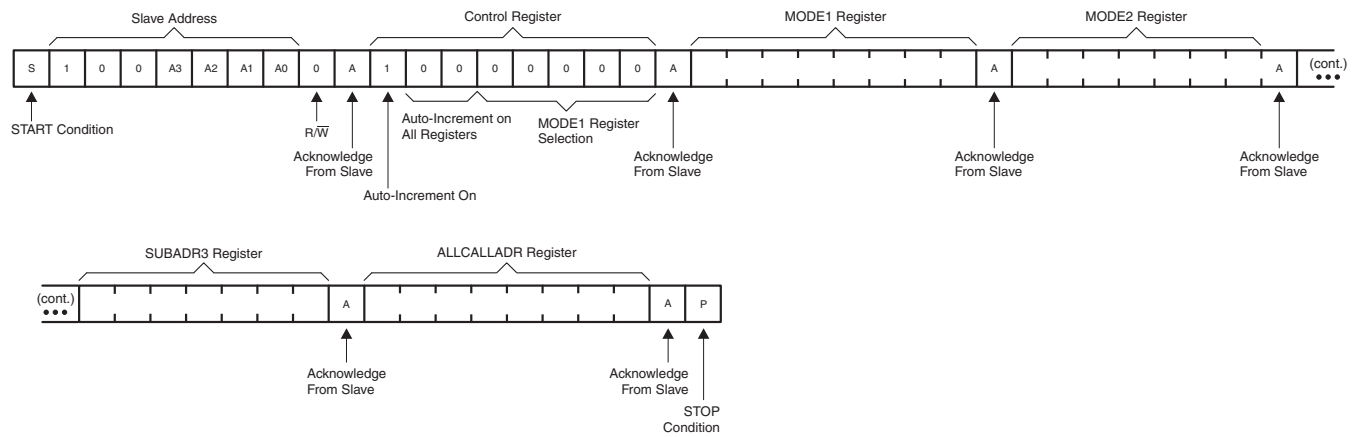 Slave Address
Control Register
MODE1 Register
MODE2 Register
S 1 0 0 A3 A2 A1 A0 0 A 1 0 0 0 0 0 0 0 A A A (cont.)
START Condition
R/W
Auto-Increment on
All Registers
MODE1 Register
Selection
Acknowledge
From Slave
Acknowledge
From Slave
Acknowledge
From Slave
Acknowledge
From Slave
Auto-Increment On
SUBADR3 Register
ALLCALLADR Register
(cont.) A A P
Acknowledge
From Slave
Acknowledge
From Slave
STOP
Condition